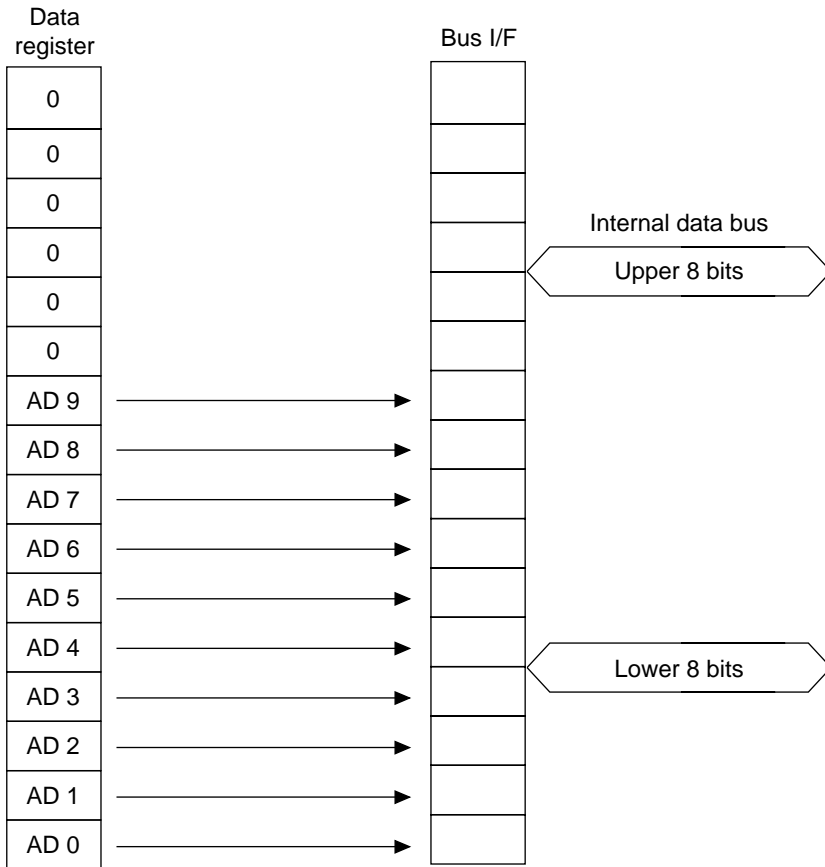 Data
register
Bus I/F
0
0
0
0
0
0
AD 9
AD 8
AD 7
AD 6
AD 5
AD 4
AD 3
AD 2
AD 1
AD 0
Internal data bus
Upper 8 bits
Lower 8 bits